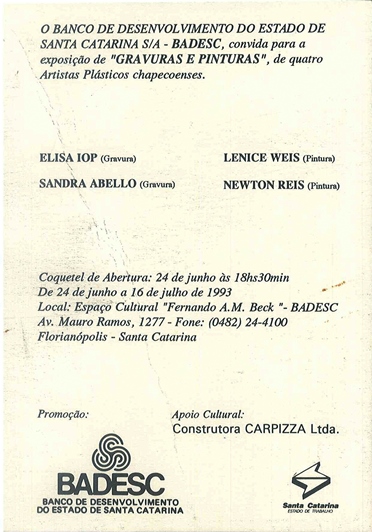 O BANCO DE DESENVOLVIMENTO DO ESTADO DE
SANTA CATARINA S/A - BADESC, convida para a
exposição de "GRAVURAS E PINTURAS", de quatro
Artistas Plásticos chapecoenses.
ELISA IOP (Gravura) LENICE WEIS (Pintura)
SANDRA ABELLO (Gravura) NEWTON REIS (Pintura)
Coquetel de Abertura: 24 de junho às 18hs30min
De 24 de junho a 16 de julho de 1993
Local: Espaço Cultural "Fernando A.M. Beck "- BADESC
Av. Mauro Ramos, 1277 - Fone: (0482) 24-4100
Florianópolis - Santa Catarina
Promoção: Apoio Cultural:
Construtora CARPIZZA Ltda.
BADESC
BANCO DE DESENVOLVIMENTO
DO ESTADO DE SANTA CATARINA
Santa Catarina
ESTADO DE TRABALHO